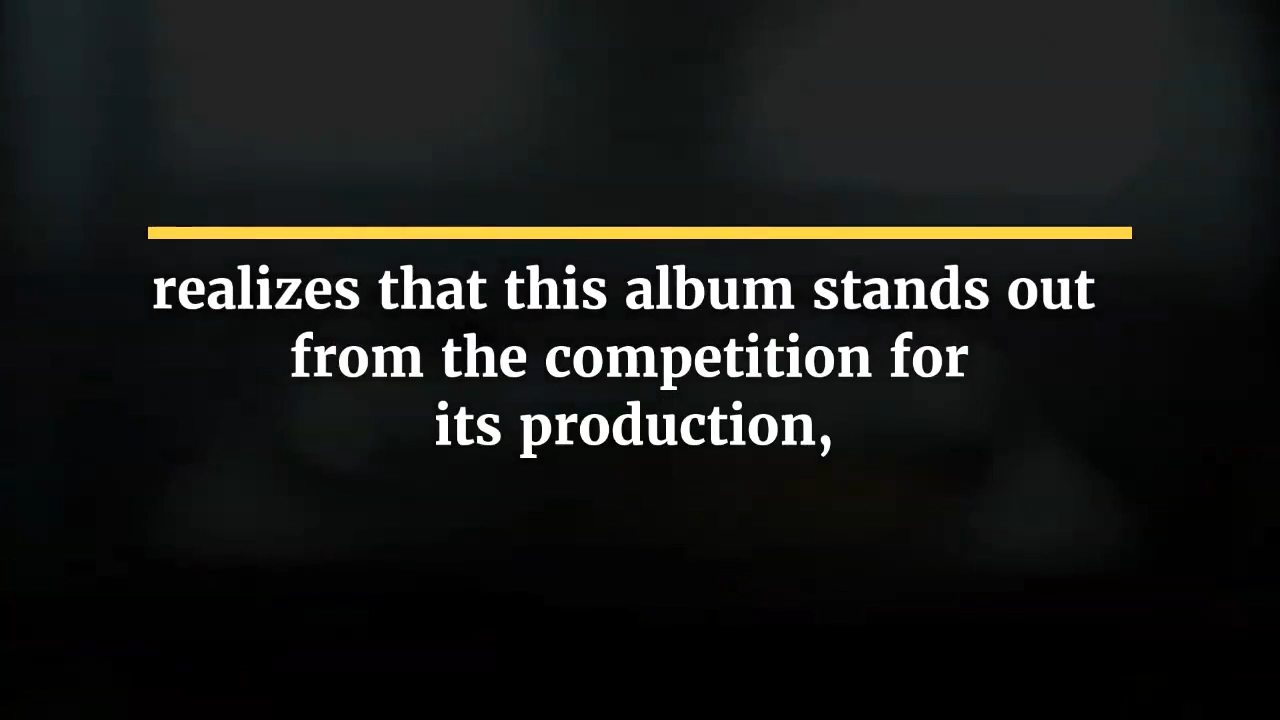 realizes that this album stands out
from the competition for
its production,